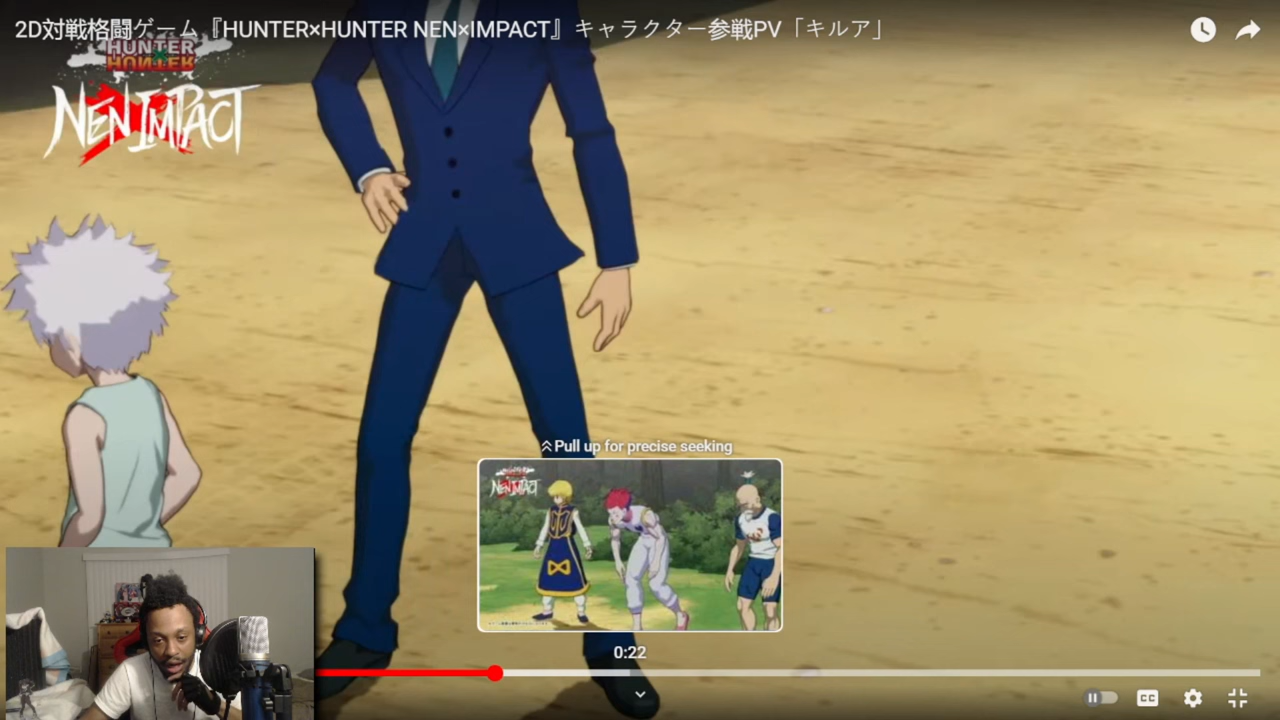 2D対戦格闘ゲーム『HUNTER×HUNTER NEN×IMPACT』キャラクター参戦PV「キルア」
HUNTER
HUNTER
NEN IMPACT
Pull up for precise seeking
NEN IMPACT
0:22
CC